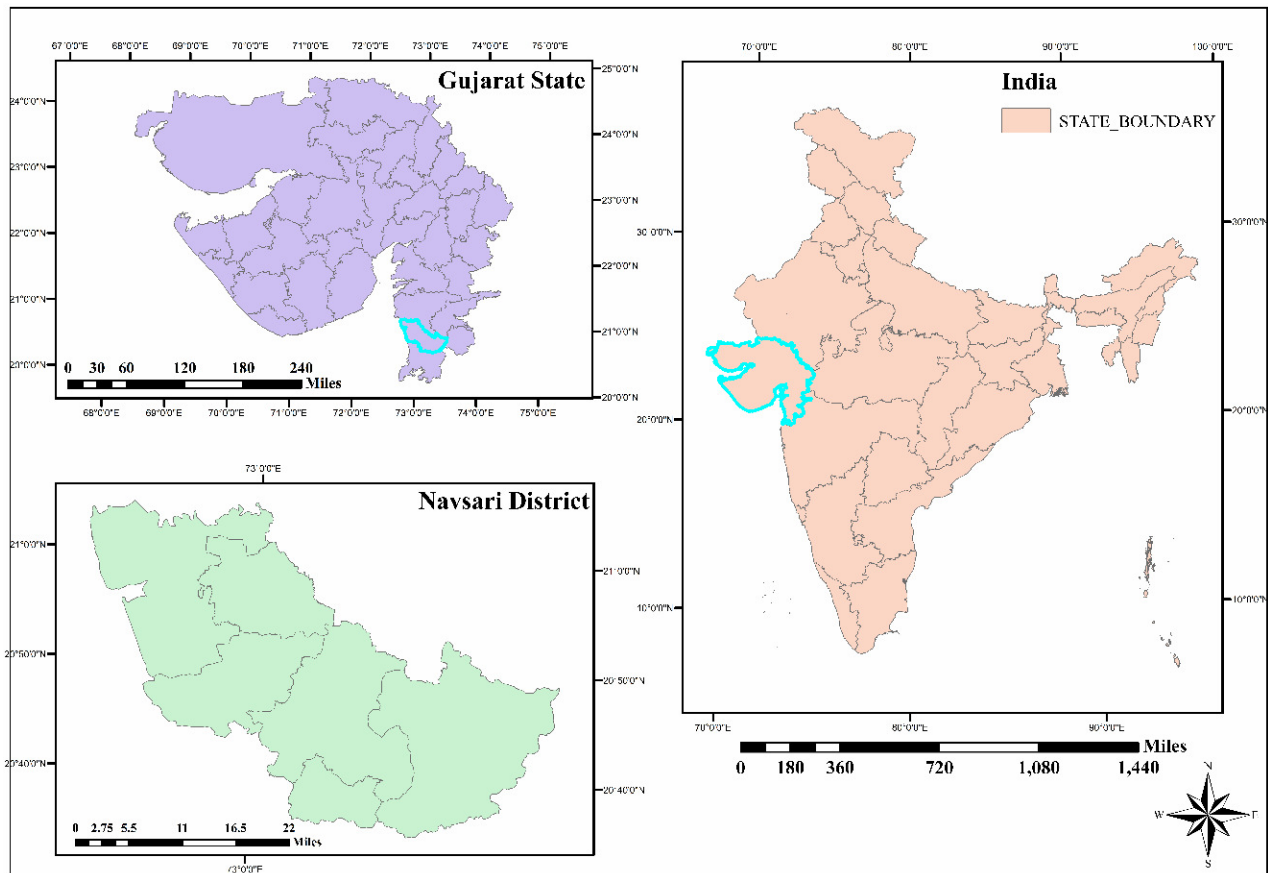 67°0'0"E 68°0'0"E 69°0'0"E 70°0'0"E 71°0'0"E 72°0'0"E 73°0'0"E 74°0'0"E 75°0'0"E
Gujarat State
25°0'0"N
24°0'0"N
24°0'0"N
23°0'0"N
23°0'0"N
22°0'0"N
22°0'0"N
21°0'0"N
21°0'0"N
20°0'0"N
20°0'0"N
0 30 60 120 180 240
Miles
68°0'0"E 69°0'0"E 70°0'0"E 71°0'0"E 72°0'0"E 73°0'0"E 74°0'0"E 75°0'0"E
73°0'0"E
Navsari District
21°0'0"N
21°0'0"N
20°50'0"N
20°50'0"N
20°40'0"N
20°40'0"N
0 2.75 5.5 11 16.5 22
Miles
73°0'0"E
70°0'0"E 80°0'0"E 90°0'0"E 100°0'0"E
India
STATE_BOUNDARY
30°0'0"N
30°0'0"N
20°0'0"N
20°0'0"N
10°0'0"N
10°0'0"N
70°0'0"E 80°0'0"E 90°0'0"E
Miles
0 180 360 720 1,080 1,440
N
W E
S